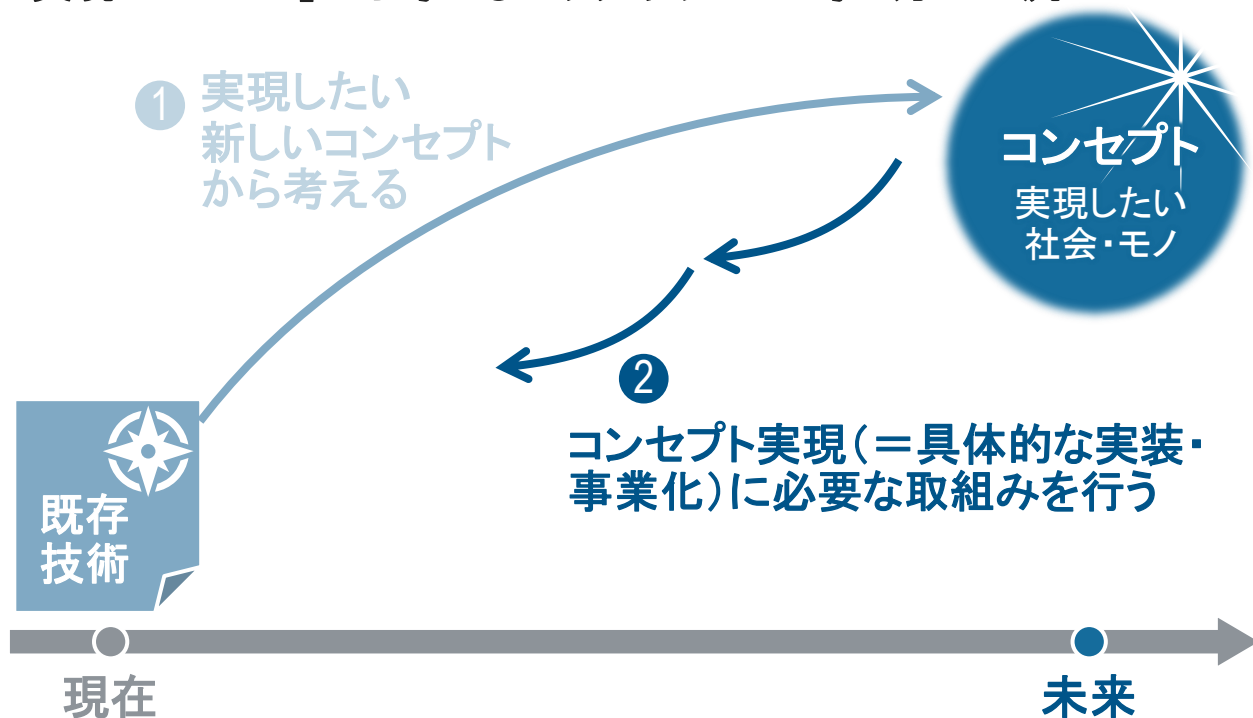 1 実現したい
新しいコンセプト
から考える
コンセプト
実現したい
社会・モノ
2
コンセプト実現(=具体的な実装・
事業化)に必要な取組みを行う
既存
技術
現在
未来